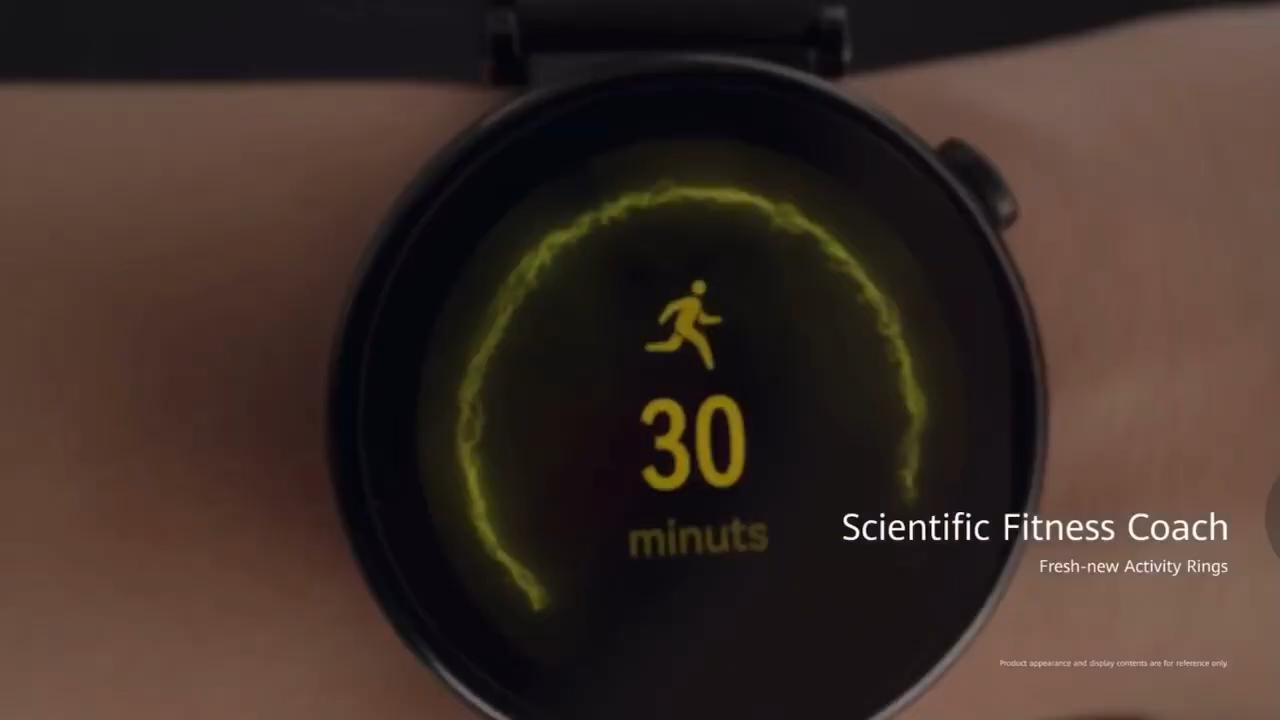 30
minuts
Scientific Fitness Coach
Fresh-new Activity Rings
Product appearance and display contents are for reference only.